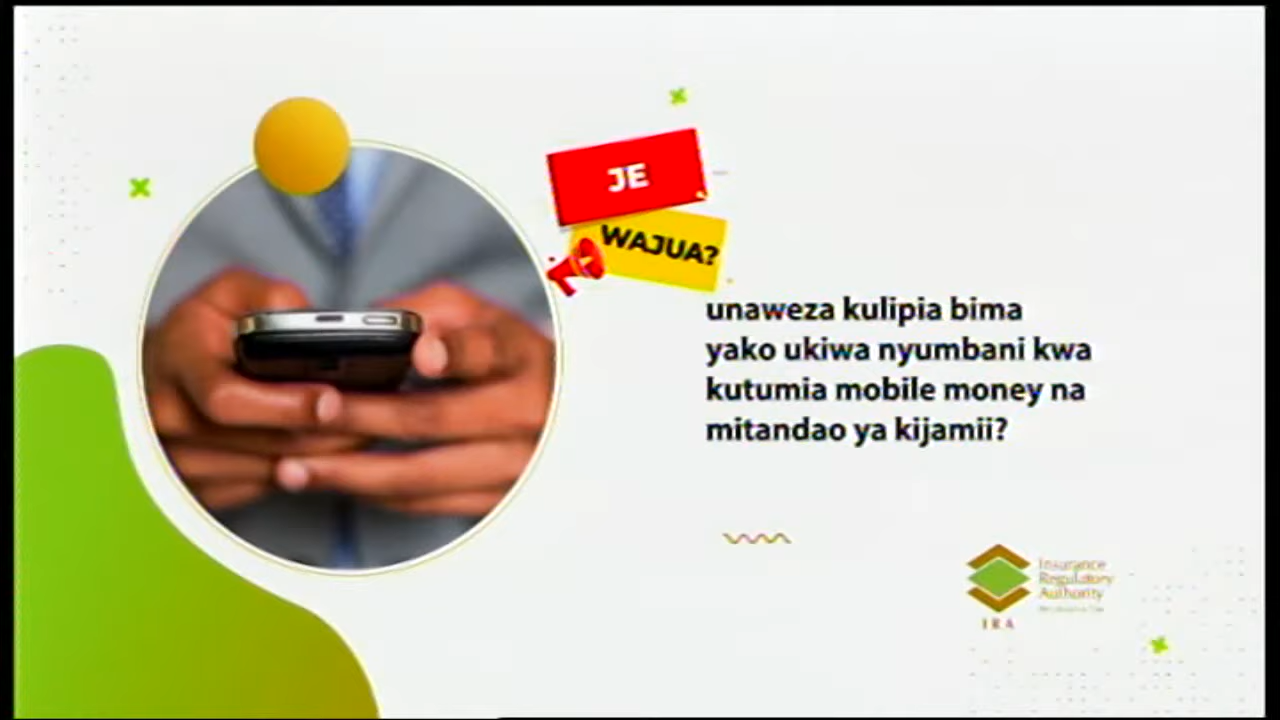 JE
WAJUA?
unaweza kulipia bima
yako ukiwa nyumbani kwa
kutumia mobile money na
mitandao ya kijamii?
Insurance
Regulatory
Authority
IRA